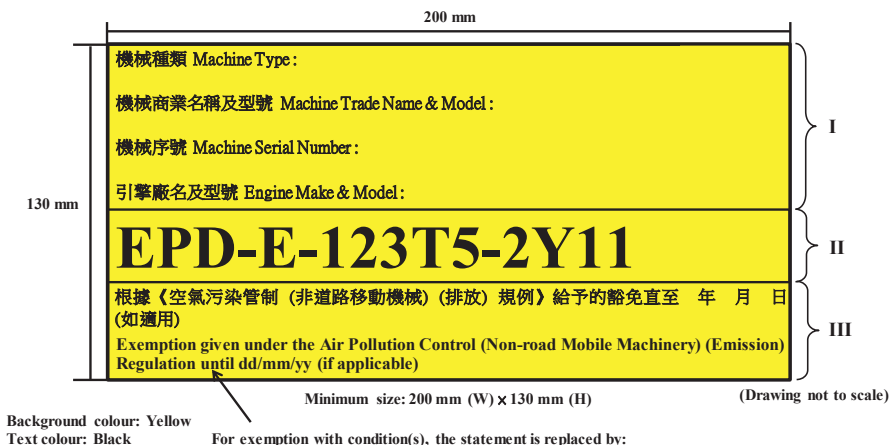 200 mm
機械種類 Machine Type :
機械商業名稱及型號 Machine Trade Name & Model :
I
機械序號 Machine Serial Number :
引擎廠名及型號 Engine Make & Model :
130 mm
EPD-E-123T5-2Y11
II
根據《空氣污染管制 (非道路移動機械) (排放) 規例》給予的豁免直至 年 月 日
(如適用)
III
Exemption given under the Air Pollution Control (Non-road Mobile Machinery) (Emission)
Regulation until dd/mm/yy (if applicable)
Minimum size: 200 mm (W) x 130 mm (H)
(Drawing not to scale)
Background colour: Yellow
Text colour: Black
For exemption with condition(s), the statement is replaced by: